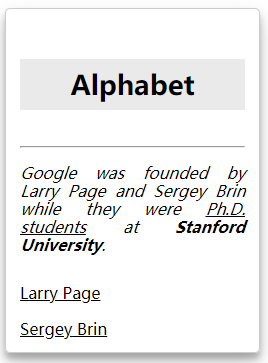 Alphabet
Google was founded by
Larry Page and Sergey Brin
while they were Ph.D.
students at Stanford
University.
Larry Page
Sergey Brin